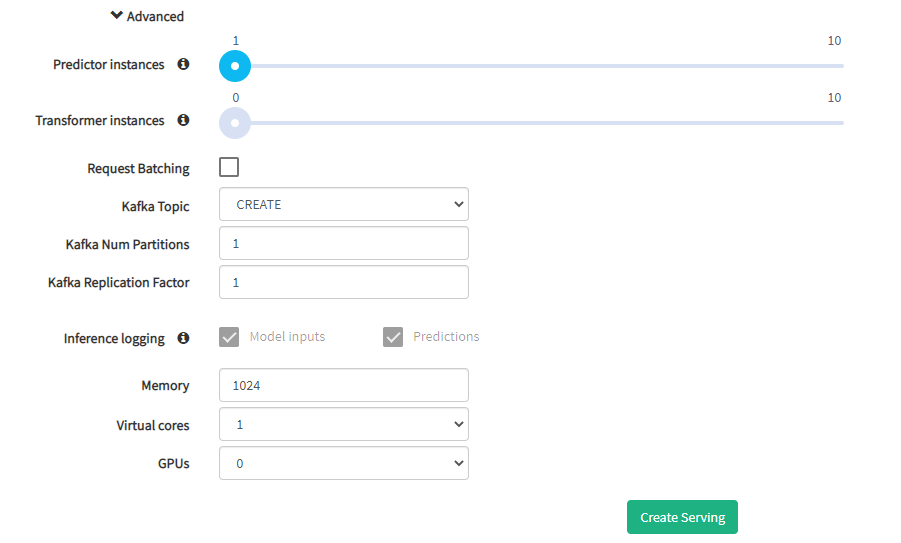 Advanced
1 10
Predictor instances
0 10
Transformer instances
Request Batching
Kafka Topic CREATE
Kafka Num Partitions 1
Kafka Replication Factor 1
Inference logging Model inputs Predictions
Memory 1024
Virtual cores 1
GPUs 0
Create Serving